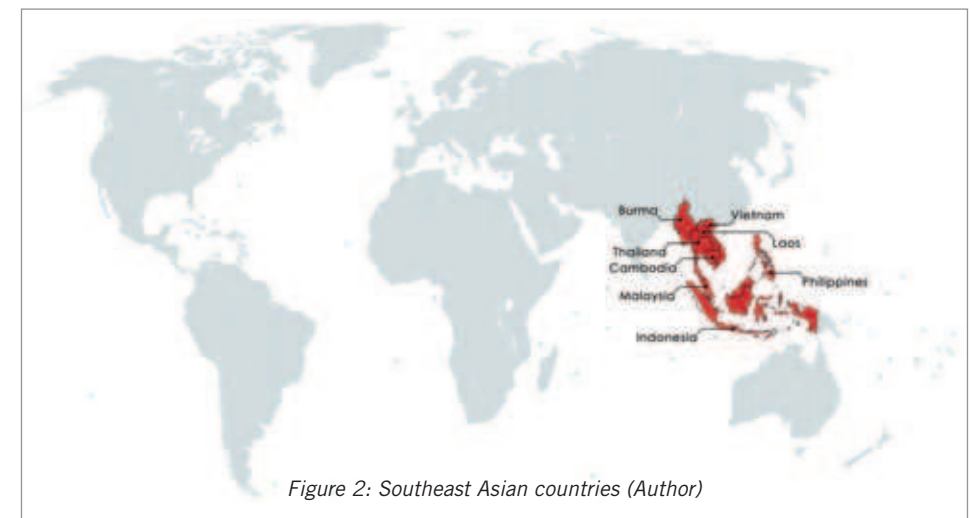 Burma
Vietnam
Laos
Thailand
Cambodia
Philippines
Malaysia
Indonesia
Figure 2: Southeast Asian countries (Author)